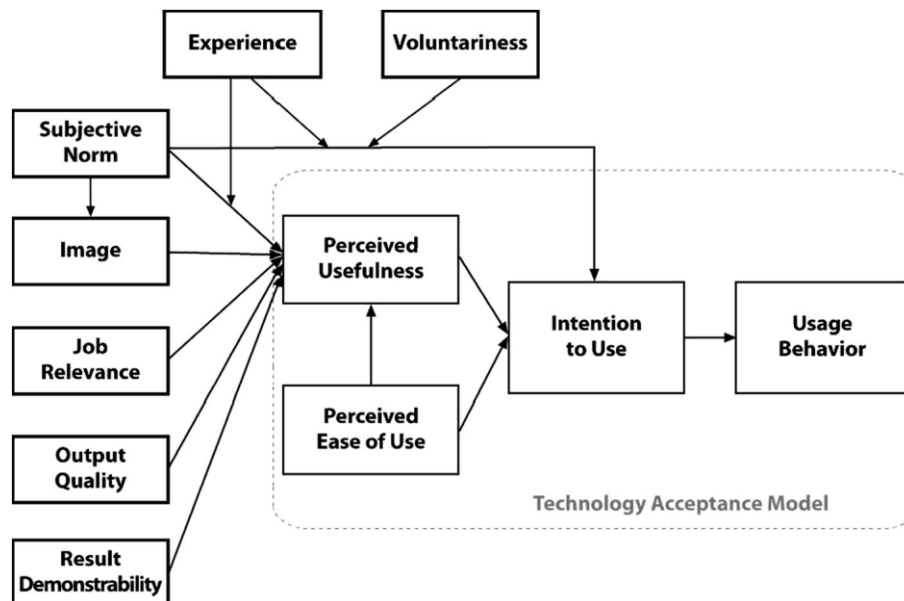 Experience
Voluntariness
Subjective
Norm
Image
Perceived
Usefulness
Job
Relevance
Intention
to Use
Usage
Behavior
Perceived
Ease of Use
Output
Quality
Technology Acceptance Model
Result
Demonstrability